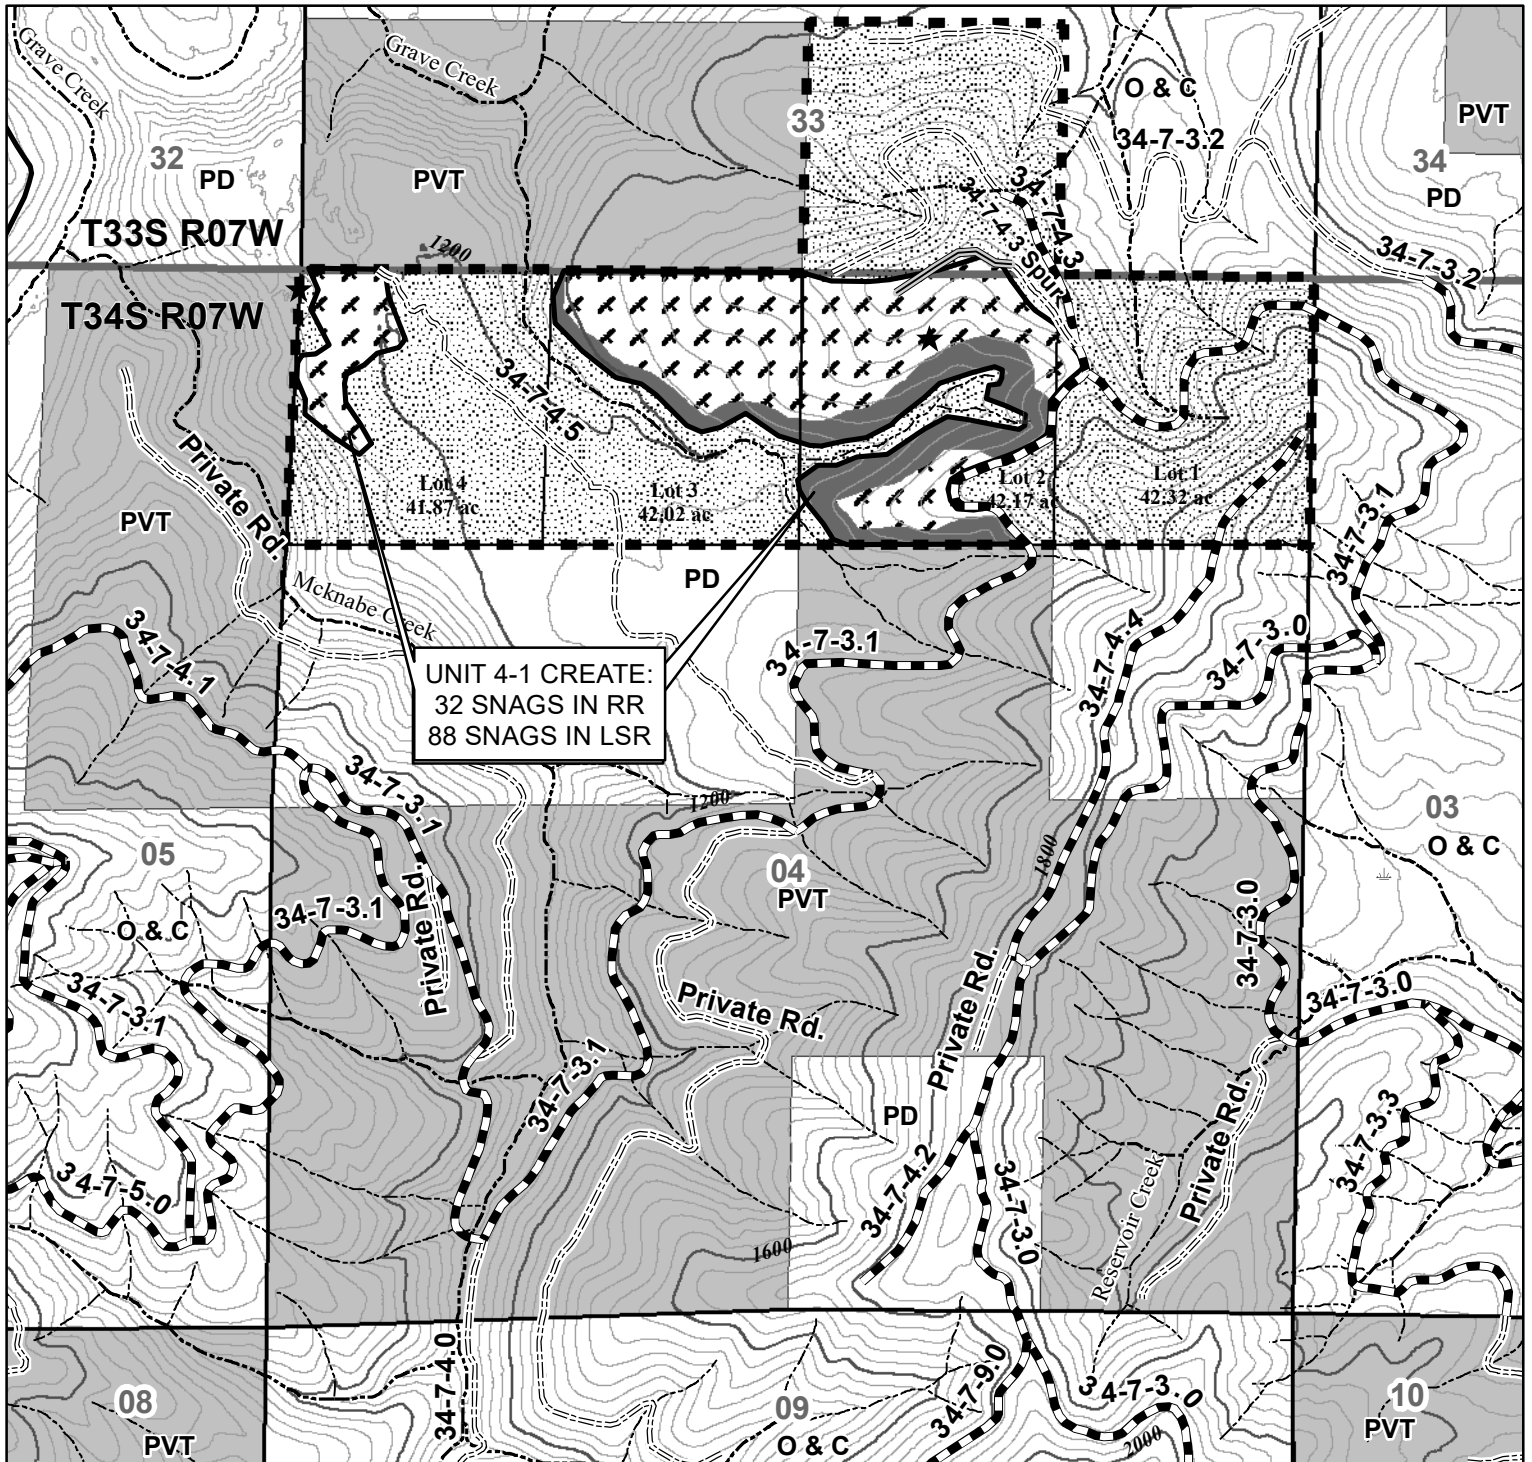 Grave Creek
Grave Creek
33
O & C
34-7-3.2
PVT
32
PD
PVT
34
PD
T33S R07W
1200
34-7-4.3
34-7-4.3 Spur
34-7-3.2
T34S R07W
34-7-4.5
Private Rd.
PVT
Lot 4
41.87 ac
Lot 3
42.02 ac
Lot 2
42.17 ac
Lot 1
42.32 ac
34-7-3.1
PD
Mcknabe Creek
34-7-4.1
UNIT 4-1 CREATE:
32 SNAGS IN RR
88 SNAGS IN LSR
34-7-3.1
34-7-4.4
34-7-3.0
34-7-3.1
1200
05
04
PVT
1800
03
O & C
34-7-3.1
O & C
Private Rd.
34-7-3.0
34-7-3.1
Private Rd.
Private Rd.
34-7-3.0
34-7-3.1
PD
Private Rd.
34-7-3.3
34-7-5.0
34-7-4.2
34-7-3.0
Reservoir Creek
1600
34-7-4.0
34-7-9.0
34-7-3.0
08
PVT
09
O & C
2000
10
PVT